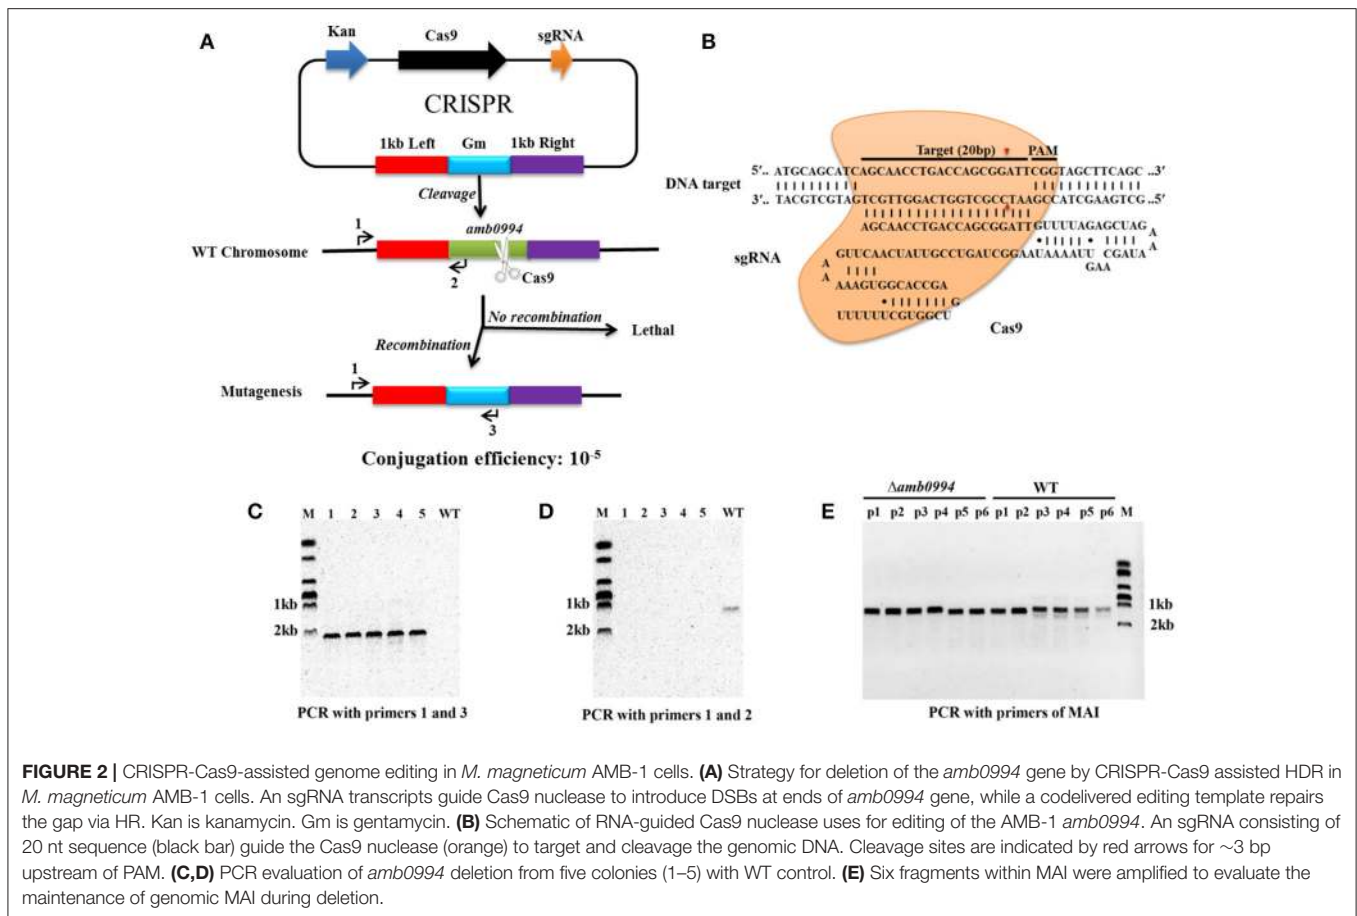 A
Kan
Cas9
sgRNA
CRISPR
1kb Left
Gm
1kb Right
Cleavage
1
amb0994
WT Chromosome
2
Cas9
No recombination
Lethal
Recombination
1
Mutagenesis
3
Conjugation efficiency: 10-5
B
Target (20bp)
PAM
5′.. ATGCAGCATCAGCAACCTGACCAGCGGATTCGGTAGCTTCAGC ..3′
DNA target
3′.. TACGTCGTAGTCGTTGGACTGGTCGCCTAAGCCATCGAAGTCG ..5′
AGCAACCTGACCAGCGGATTGUUUUAGAGCUAG
A
A
sgRNA
GUUCAACUAUUGCCUGAUCGGAAUAAAAUU CGAUA
GAA
A
A
AAAGUGGCACCGA
G
UUUUUUCGUGGCU
Cas9
C
M 1 2 3 4 5 WT
1kb
2kb
PCR with primers 1 and 3
D
M 1 2 3 4 5 WT
1kb
2kb
PCR with primers 1 and 2
E
Δamb0994 WT
p1 p2 p3 p4 p5 p6 p1 p2 p3 p4 p5 p6 M
1kb
2kb
PCR with primers of MAI
FIGURE 2 | CRISPR-Cas9-assisted genome editing in M. magneticum AMB-1 cells. (A) Strategy for deletion of the amb0994 gene by CRISPR-Cas9 assisted HDR in
M. magneticum AMB-1 cells. An sgRNA transcripts guide Cas9 nuclease to introduce DSBs at ends of amb0994 gene, while a codelivered editing template repairs
the gap via HR. Kan is kanamycin. Gm is gentamycin. (B) Schematic of RNA-guided Cas9 nuclease uses for editing of the AMB-1 amb0994. An sgRNA consisting of
20 nt sequence (black bar) guide the Cas9 nuclease (orange) to target and cleavage the genomic DNA. Cleavage sites are indicated by red arrows for ~3 bp
upstream of PAM. (C,D) PCR evaluation of amb0994 deletion from five colonies (1–5) with WT control. (E) Six fragments within MAI were amplified to evaluate the
maintenance of genomic MAI during deletion.